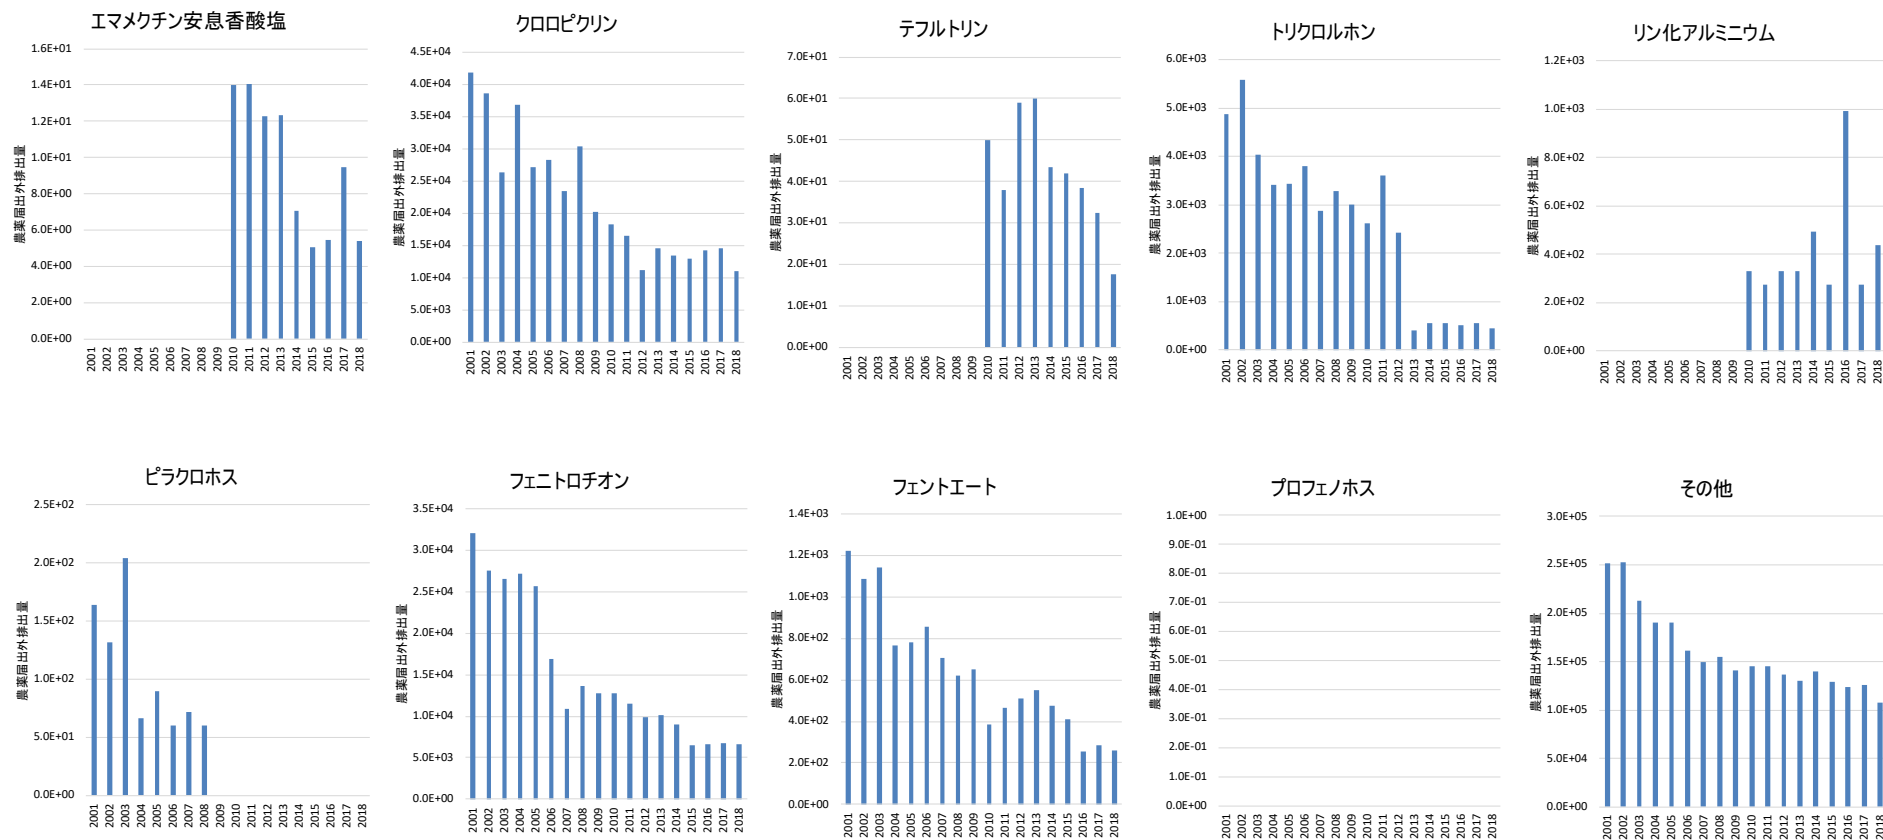 エマメクチン安息香酸塩
農薬届出外排出量
1.6E+01
1.4E+01
1.2E+01
1.0E+01
8.0E+00
6.0E+00
4.0E+00
2.0E+00
0.0E+00
2001 2002 2003 2004 2005 2006 2007 2008 2009 2010 2011 2012 2013 2014 2015 2016 2017 2018
クロロピクリン
農薬届出外排出量
4.5E+04
4.0E+04
3.5E+04
3.0E+04
2.5E+04
2.0E+04
1.5E+04
1.0E+04
5.0E+03
0.0E+00
2001 2002 2003 2004 2005 2006 2007 2008 2009 2010 2011 2012 2013 2014 2015 2016 2017 2018
テフルトリン
農薬届出外排出量
7.0E+01
6.0E+01
5.0E+01
4.0E+01
3.0E+01
2.0E+01
1.0E+01
0.0E+00
2001 2002 2003 2004 2005 2006 2007 2008 2009 2010 2011 2012 2013 2014 2015 2016 2017 2018
トリクロルホン
農薬届出外排出量
6.0E+03
5.0E+03
4.0E+03
3.0E+03
2.0E+03
1.0E+03
0.0E+00
2001 2002 2003 2004 2005 2006 2007 2008 2009 2010 2011 2012 2013 2014 2015 2016 2017 2018
リン化アルミニウム
農薬届出外排出量
1.2E+03
1.0E+03
8.0E+02
6.0E+02
4.0E+02
2.0E+02
0.0E+00
2001 2002 2003 2004 2005 2006 2007 2008 2009 2010 2011 2012 2013 2014 2015 2016 2017 2018
ピラクロホス
農薬届出外排出量
2.5E+02
2.0E+02
1.5E+02
1.0E+02
5.0E+01
0.0E+00
2001 2002 2003 2004 2005 2006 2007 2008 2009 2010 2011 2012 2013 2014 2015 2016 2017 2018
フェニトロチオン
農薬届出外排出量
3.5E+04
3.0E+04
2.5E+04
2.0E+04
1.5E+04
1.0E+04
5.0E+03
0.0E+00
2001 2002 2003 2004 2005 2006 2007 2008 2009 2010 2011 2012 2013 2014 2015 2016 2017 2018
フェントエート
農薬届出外排出量
1.4E+03
1.2E+03
1.0E+03
8.0E+02
6.0E+02
4.0E+02
2.0E+02
0.0E+00
2001 2002 2003 2004 2005 2006 2007 2008 2009 2010 2011 2012 2013 2014 2015 2016 2017 2018
プロフェノホス
農薬届出外排出量
1.0E+00
9.0E-01
8.0E-01
7.0E-01
6.0E-01
5.0E-01
4.0E-01
3.0E-01
2.0E-01
1.0E-01
0.0E+00
2001 2002 2003 2004 2005 2006 2007 2008 2009 2010 2011 2012 2013 2014 2015 2016 2017 2018
その他
農薬届出外排出量
3.0E+05
2.5E+05
2.0E+05
1.5E+05
1.0E+05
5.0E+04
0.0E+00
2001 2002 2003 2004 2005 2006 2007 2008 2009 2010 2011 2012 2013 2014 2015 2016 2017 2018